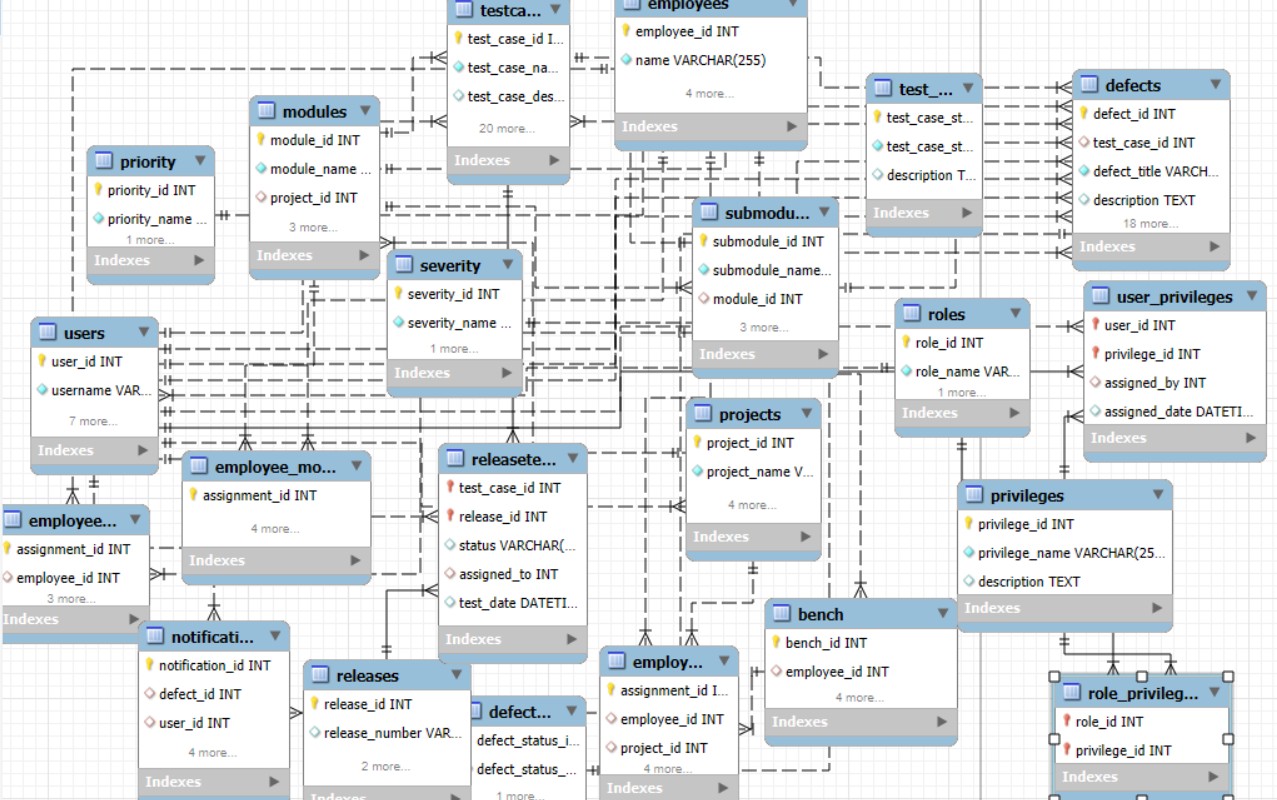 testca...
test_case_id I...
test_case_na...
test_case_des...
20 more...
Indexes
employees
employee_id INT
name VARCHAR(255)
4 more...
Indexes
test_...
test_case_st...
test_case_st...
description T...
Indexes
defects
defect_id INT
test_case_id INT
defect_title VARCH...
description TEXT
18 more...
Indexes
modules
module_id INT
module_name ...
project_id INT
3 more...
Indexes
priority
priority_id INT
priority_name ...
1 more...
Indexes
submodu...
submodule_id INT
submodule_name...
module_id INT
3 more...
Indexes
severity
severity_id INT
severity_name ...
1 more...
Indexes
user_privileges
user_id INT
privilege_id INT
assigned_by INT
assigned_date DATETI...
Indexes
roles
role_id INT
role_name VAR...
1 more...
Indexes
users
user_id INT
username VAR...
7 more...
Indexes
projects
project_id INT
project_name V...
4 more...
Indexes
employee_mo...
assignment_id INT
4 more...
Indexes
releasete...
test_case_id INT
release_id INT
status VARCHAR(...
assigned_to INT
test_date DATETI...
Indexes
privileges
privilege_id INT
privilege_name VARCHAR(25...
description TEXT
Indexes
employee...
assignment_id INT
employee_id INT
3 more...
Indexes
bench
bench_id INT
employee_id INT
4 more...
Indexes
notificati...
notification_id INT
defect_id INT
user_id INT
4 more...
Indexes
releases
release_id INT
release_number VAR...
2 more...
Indexes
defect...
defect_status_i...
defect_status_...
1 more...
employ...
assignment_id I...
employee_id INT
project_id INT
4 more...
Indexes
role_privileg...
role_id INT
privilege_id INT
Indexes